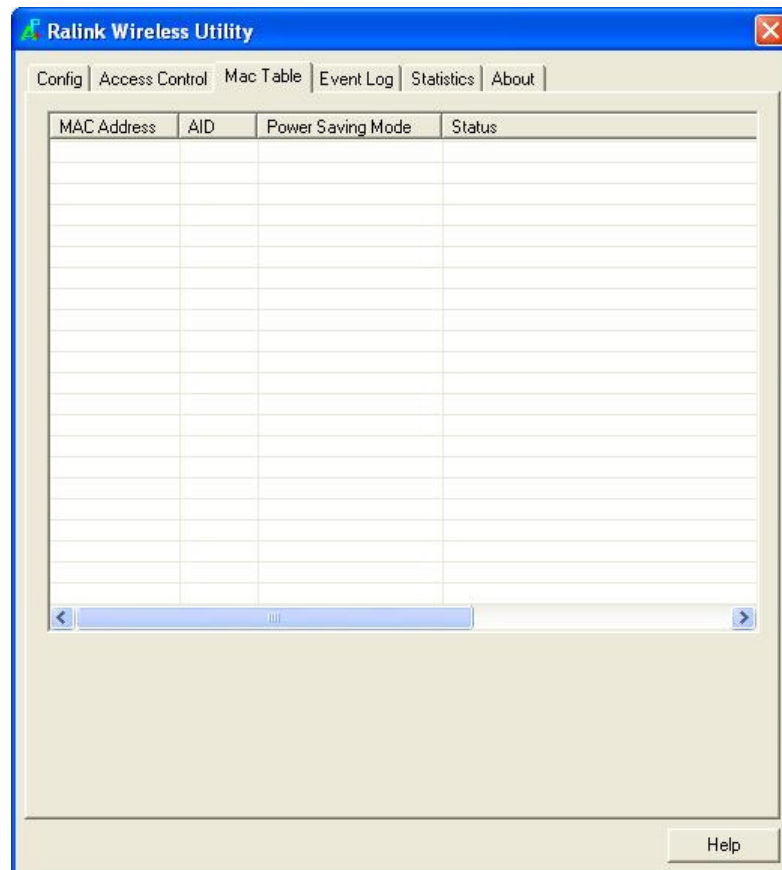 Ralink Wireless Utility
Config Access Control Mac Table Event Log Statistics About
MAC Address AID Power Saving Mode Status
Help